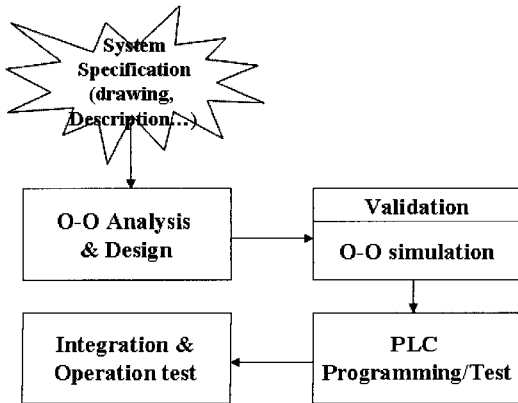 System
Specification
(drawing,
Description…)
O-O Analysis
& Design
Validation
O-O simulation
Integration &
Operation test
PLC
Programming/Test